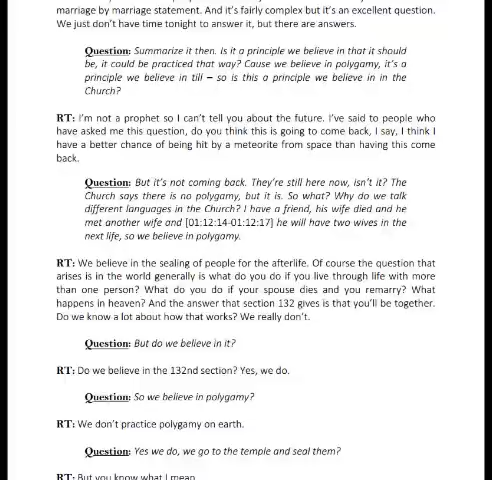 marriage by marriage statement. And it's fairly complex but it's an excellent question.
We just don't have time tonight to answer it, but there are answers.
Question: Summarize it then. Is it a principle we believe in that it should
be, it could be practiced that way? Cause we believe in polygamy, it's a
principle we believe in till – so is this a principle we believe in in the
Church?
RT: I'm not a prophet so I can't tell you about the future. I've said to people who
have asked me this question, do you think this is going to come back, I say, I think I
have a better chance of being hit by a meteorite from space than having this come
back.
Question: But it's not coming back. They're still here now, isn't it? The
Church says there is no polygamy, but it is. So what? Why do we talk
different languages in the Church? I have a friend, his wife died and he
met another wife and [01:12:14-01:12:17] he will have two wives in the
next life, so we believe in polygamy.
RT: We believe in the sealing of people for the afterlife. Of course the question that
arises is in the world generally is what do you do if you live through life with more
than one person? What do you do if your spouse dies and you remarry? What
happens in heaven? And the answer that section 132 gives is that you'll be together.
Do we know a lot about how that works? We really don't.
Question: But do we believe in it?
RT: Do we believe in the 132nd section? Yes, we do.
Question: So we believe in polygamy?
RT: We don't practice polygamy on earth.
Question: Yes we do, we go to the temple and seal them?
RT: But you know what I mean